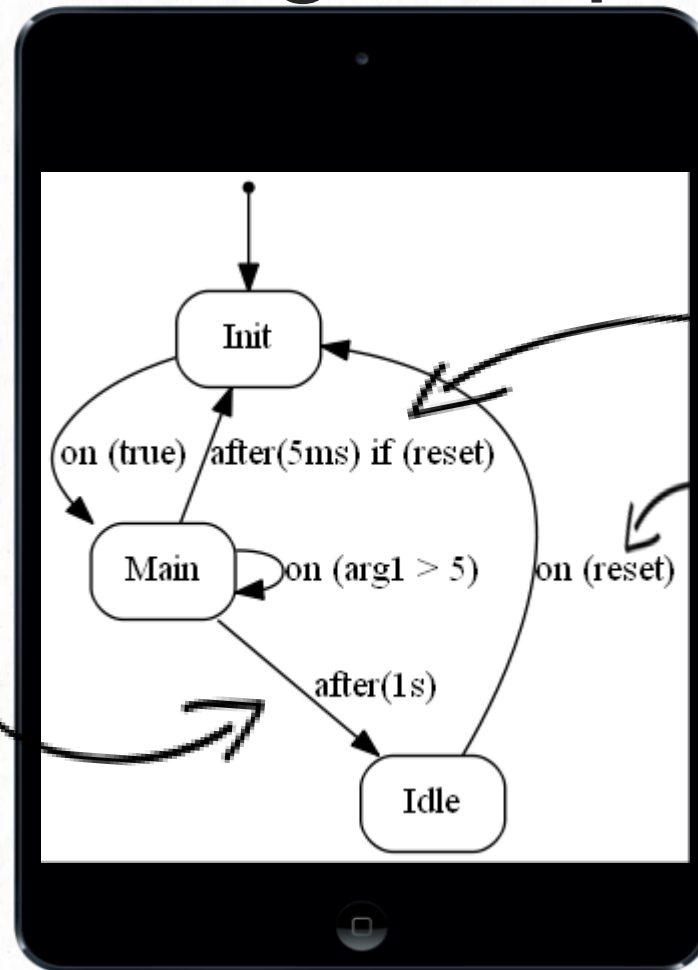 Init
on (true)
after(5ms) if (reset)
Main
on (arg1 > 5)
on (reset)
after(1s)
Idle